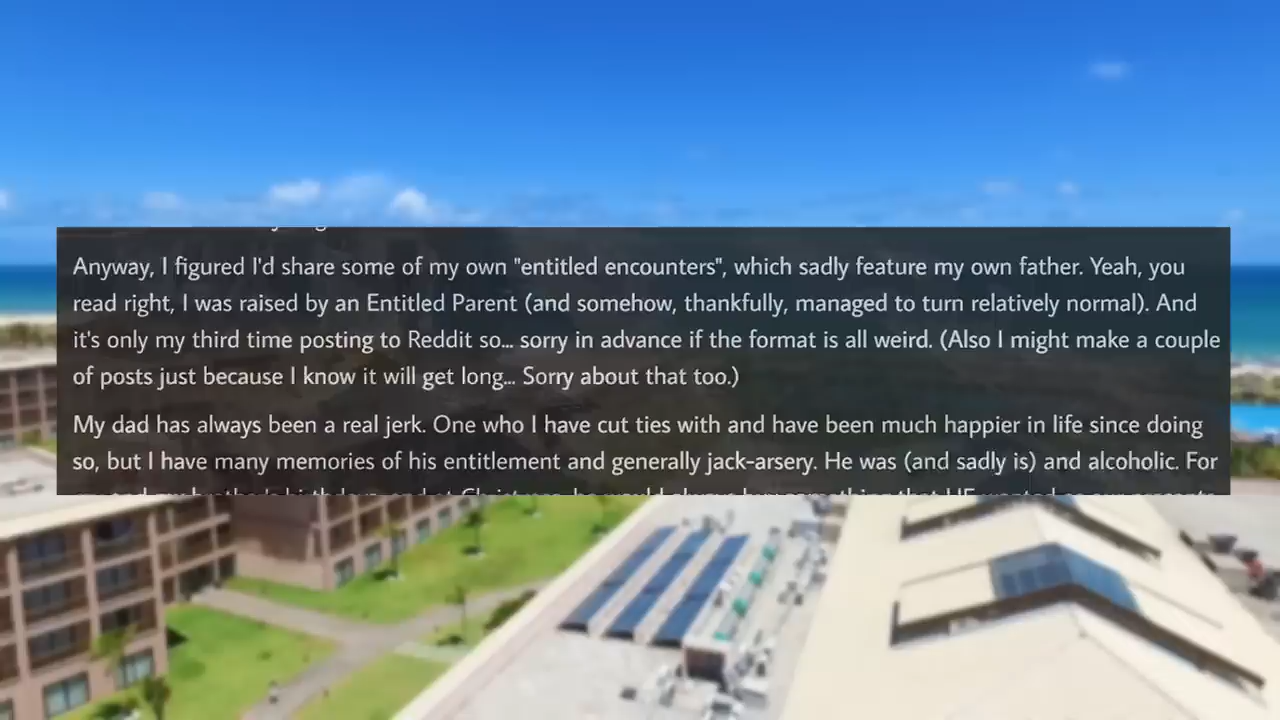 Anyway, I figured I'd share some of my own "entitled encounters", which sadly feature my own father. Yeah, you
read right, I was raised by an Entitled Parent (and somehow, thankfully, managed to turn relatively normal). And
it's only my third time posting to Reddit so... sorry in advance if the format is all weird. (Also I might make a couple
of posts just because I know it will get long... Sorry about that too.)
My dad has always been a real jerk. One who I have cut ties with and have been much happier in life since doing
so, but I have many memories of his entitlement and generally jack-arsery. He was (and sadly is) and alcoholic. For